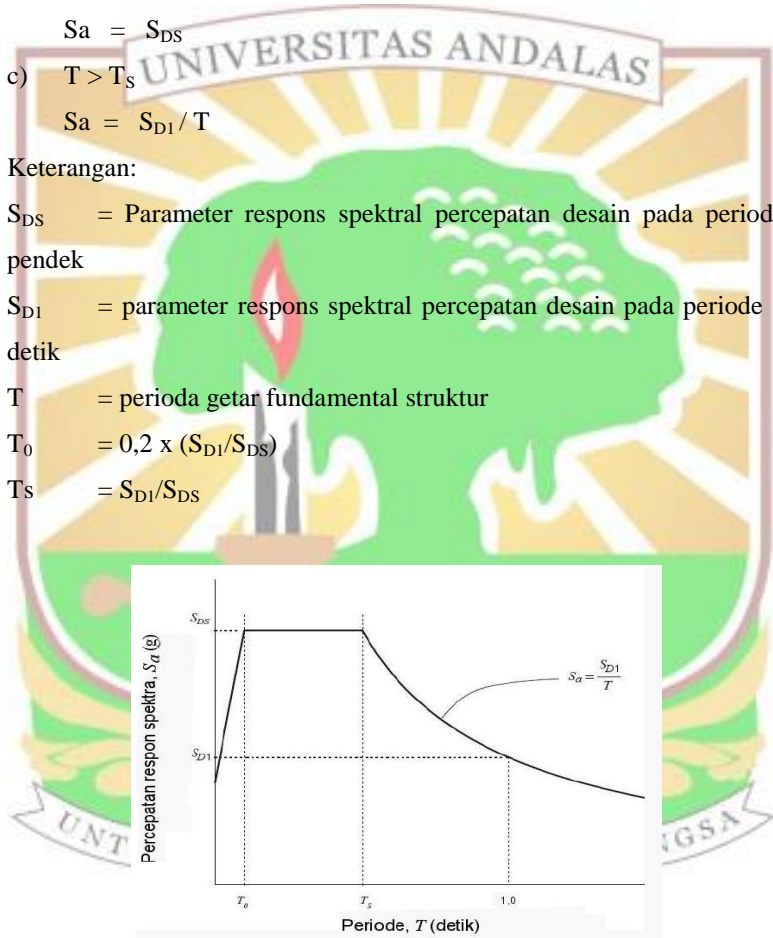 Sa = S_DS
UNIVERSITAS ANDALAS
c) T > T_S
Sa = S_D1 / T
Keterangan:
S_DS = Parameter respons spektral percepatan desain pada period
pendek
S_D1 = parameter respons spektral percepatan desain pada periode
detik
T = perioda getar fundamental struktur
T_0 = 0,2 x (S_D1/S_DS)
Ts = S_D1/S_DS
Percepatan respon spektra, Sa (g)
S_DS
S_a = S_D1 / T
S_D1
T_0 T_s 1,0
Periode, T (detik)
UNT
NGSA